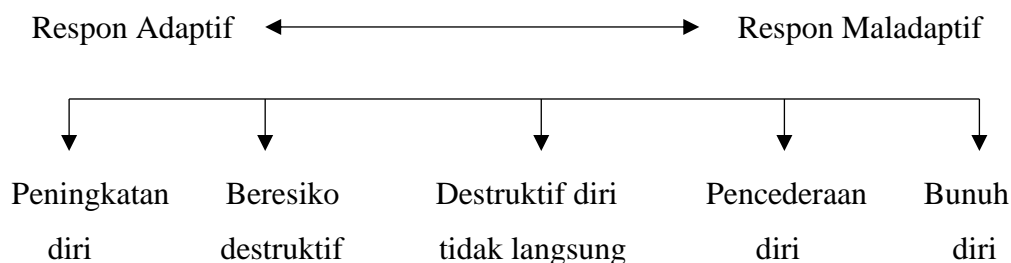 Respon Adaptif Respon Maladaptif
Peningkatan Beresiko Destruktif diri Pencederaan Bunuh
diri destruktif tidak langsung diri diri